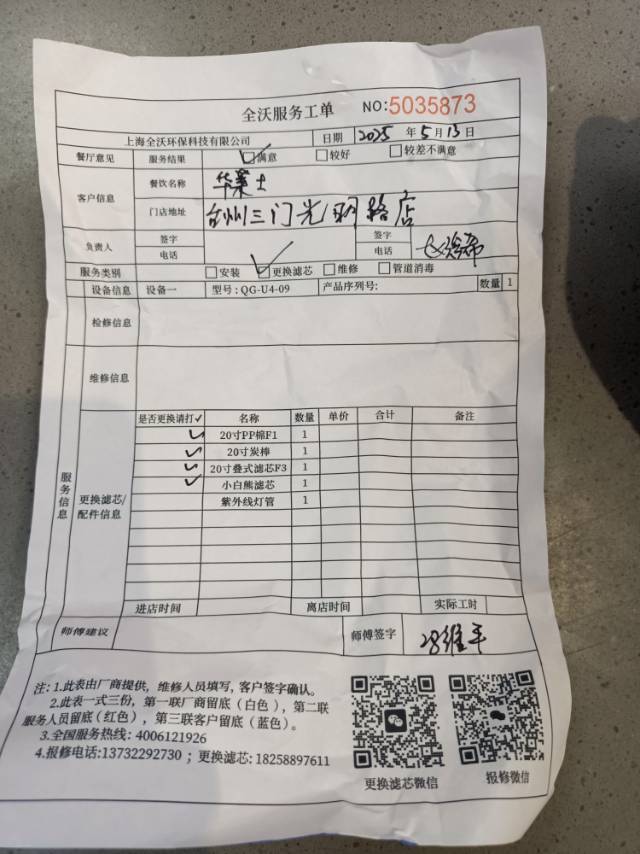 全沃服务工单 NO:5035873
上海全沃环保科技有限公司 日期 2025 年 5 月 13 日
餐厅意见 服务结果 ☑满意 □较好 □较差不满意
客户信息 餐饮名称 华莱士
门店地址 台州三门光明路店
负责人 签字 签字
电话 电话
服务类别 □安装 ☑更换滤芯 □维修 □管道消毒
设备信息 设备一 型号:QG-U4-09 产品序列号: 数量 1
检修信息
维修信息
服务信息
更换滤芯/配件信息
是否更换请打✓ 名称 数量 单价 合计 备注
✓ 20寸PP棉F1 1
✓ 20寸炭棒 1
✓ 20寸叠式滤芯F3 1
✓ 小白熊滤芯 1
紫外线灯管 1
进店时间 离店时间 实际工时
师傅建议 师傅签字 维平
注:1.此表由厂商提供，维修人员填写,客户签字确认。
2.此表一式三份，第一联厂商留底（白色），第二联
服务人员留底(红色），第三联客户留底（蓝色）。
3.全国服务热线: 4006121926
4.报修电话:13732292730 ；更换滤芯: 18258897611
更换滤芯微信 报修微信